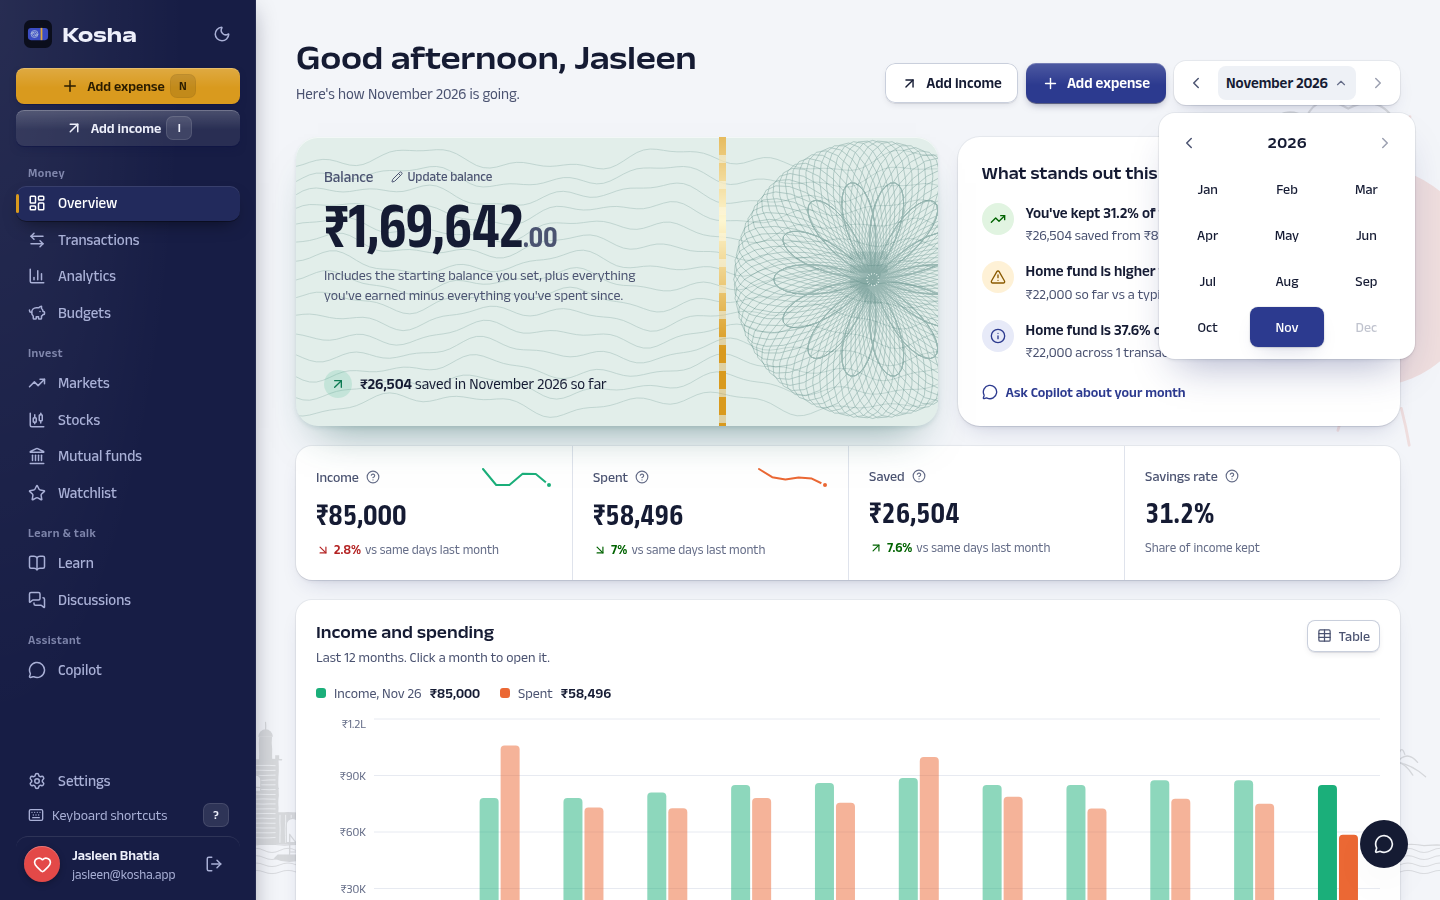 Kosha
Add expense N
Add income I
Money
Overview
Transactions
Analytics
Budgets
Invest
Markets
Stocks
Mutual funds
Watchlist
Learn & talk
Learn
Discussions
Assistant
Copilot
Settings
Keyboard shortcuts ?
Jasleen Bhatia
jasleen@kosha.app
Good afternoon, Jasleen
Here's how November 2026 is going.
Add income
Add expense
November 2026
2026
Jan Feb Mar
Apr May Jun
Jul Aug Sep
Oct Nov Dec
Balance Update balance
₹1,69,642.00
Includes the starting balance you set, plus everything
you've earned minus everything you've spent since.
₹26,504 saved in November 2026 so far
What stands out this
You've kept 31.2% of
₹26,504 saved from ₹8
Home fund is higher
₹22,000 so far vs a typi
Home fund is 37.6% o
₹22,000 across 1 transac
Ask Copilot about your month
Income
₹85,000
2.8% vs same days last month
Spent
₹58,496
7% vs same days last month
Saved
₹26,504
7.6% vs same days last month
Savings rate
31.2%
Share of income kept
Income and spending
Last 12 months. Click a month to open it.
Table
Income, Nov 26 ₹85,000 Spent ₹58,496
₹1.2L
₹90K
₹60K
₹30K